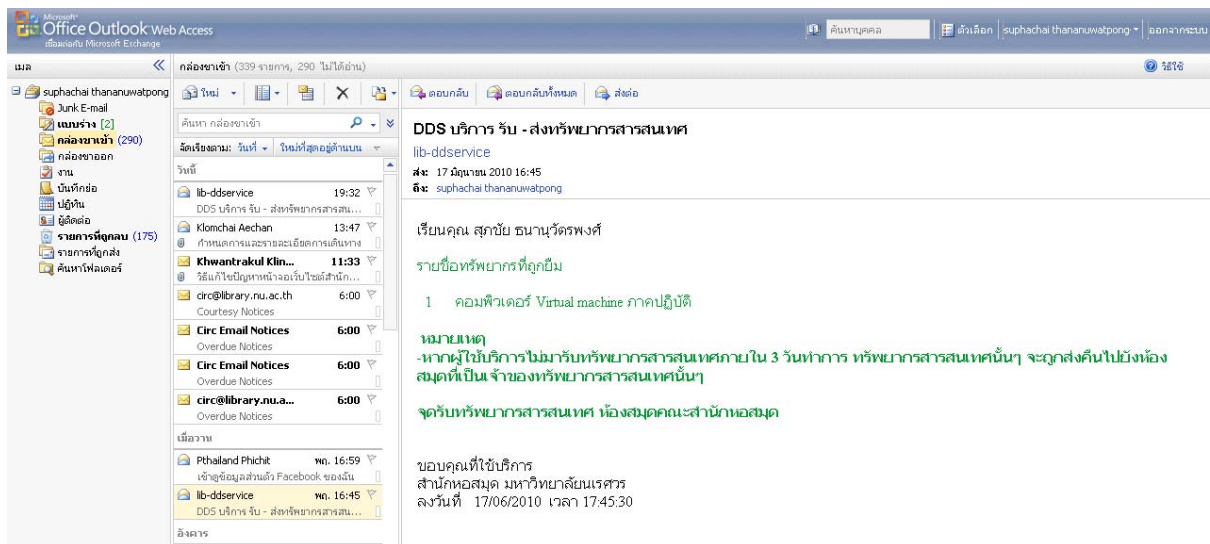 Microsoft
Office Outlook Web Access
เชื่อมต่อกับ Microsoft Exchange
ค้นหาบุคคล
ตัวเลือก
suphachai thananuwatpong
ออกจากระบบ
เมล
กล่องขาเข้า (339 รายการ, 290 ไม่ได้อ่าน)
วิธีใช้
suphachai thananuwatpong
Junk E-mail
แบบร่าง [2]
กล่องขาเข้า (290)
กล่องขาออก
งาน
บันทึกย่อ
ปฏิทิน
ผู้ติดต่อ
รายการที่ถูกลบ (175)
รายการที่ถูกส่ง
ค้นหาโฟลเดอร์
ใหม่
ค้นหา กล่องขาเข้า
จัดเรียงตาม: วันที่ ใหม่ที่สุดอยู่ด้านบน
วันนี้
lib-ddservice 19:32
DDS บริการ รับ - ส่งทรัพยากรสารสน...
Klomchai Aechan 13:47
กำหนดการและรายละเอียดการเดินทาง
Khwantrakul Klin... 11:33
วิธีแก้ไขปัญหาหน้าจอเว็บไซต์สำนัก...
circ@library.nu.ac.th 6:00
Courtesy Notices
Circ Email Notices 6:00
Overdue Notices
Circ Email Notices 6:00
Overdue Notices
circ@library.nu.a... 6:00
Overdue Notices
เมื่อวาน
Pthailand Phichit พฤ. 16:59
เข้าดูข้อมูลส่วนตัว Facebook ของฉัน
lib-ddservice พฤ. 16:45
DDS บริการ รับ - ส่งทรัพยากรสารสน...
อังคาร
ตอบกลับ ตอบกลับทั้งหมด ส่งต่อ
DDS บริการ รับ - ส่งทรัพยากรสารสนเทศ
lib-ddservice
ส่ง: 17 มิถุนายน 2010 16:45
ถึง: suphachai thananuwatpong
เรียนคุณ สุภชัย ธนานุวัตรพงศ์
รายชื่อทรัพยากรที่ถูกยืม
1 คอมพิวเตอร์ Virtual machine ภาคปฏิบัติ
หมายเหตุ
-หากผู้ใช้บริการไม่มารับทรัพยากรสารสนเทศภายใน 3 วันทำการ ทรัพยากรสารสนเทศนั้นๆ จะถูกส่งคืนไปยังห้อง
สมุดที่เป็นเจ้าของทรัพยากรสารสนเทศนั้นๆ
จุดรับทรัพยากรสารสนเทศ ห้องสมุดคณะสำนักหอสมุด
ขอบคุณที่ใช้บริการ
สำนักหอสมุด มหาวิทยาลัยนเรศวร
ลงวันที่ 17/06/2010 เวลา 17:45:30